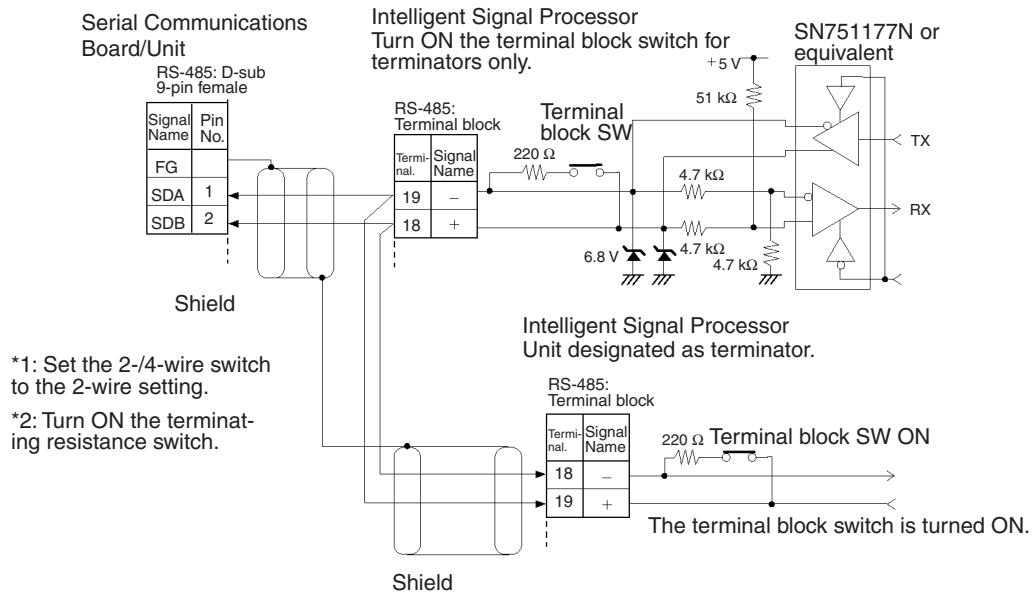 Serial Communications
Board/Unit
RS-485: D-sub
9-pin female
Signal
Name
Pin
No.
FG
SDA
1
SDB
2
Shield
*1: Set the 2-/4-wire switch
to the 2-wire setting.
*2: Turn ON the terminat-
ing resistance switch.
Intelligent Signal Processor
Turn ON the terminal block switch for
terminators only.
RS-485:
Terminal block
Termi-
nal.
Signal
Name
19
−
18
+
Terminal
block SW
220 Ω
+5 V
51 kΩ
SN751177N or
equivalent
TX
RX
4.7 kΩ
4.7 kΩ
4.7 kΩ
6.8 V
Intelligent Signal Processor
Unit designated as terminator.
RS-485:
Terminal block
Termi-
nal.
Signal
Name
18
−
19
+
220 Ω
Terminal block SW ON
The terminal block switch is turned ON.
Shield